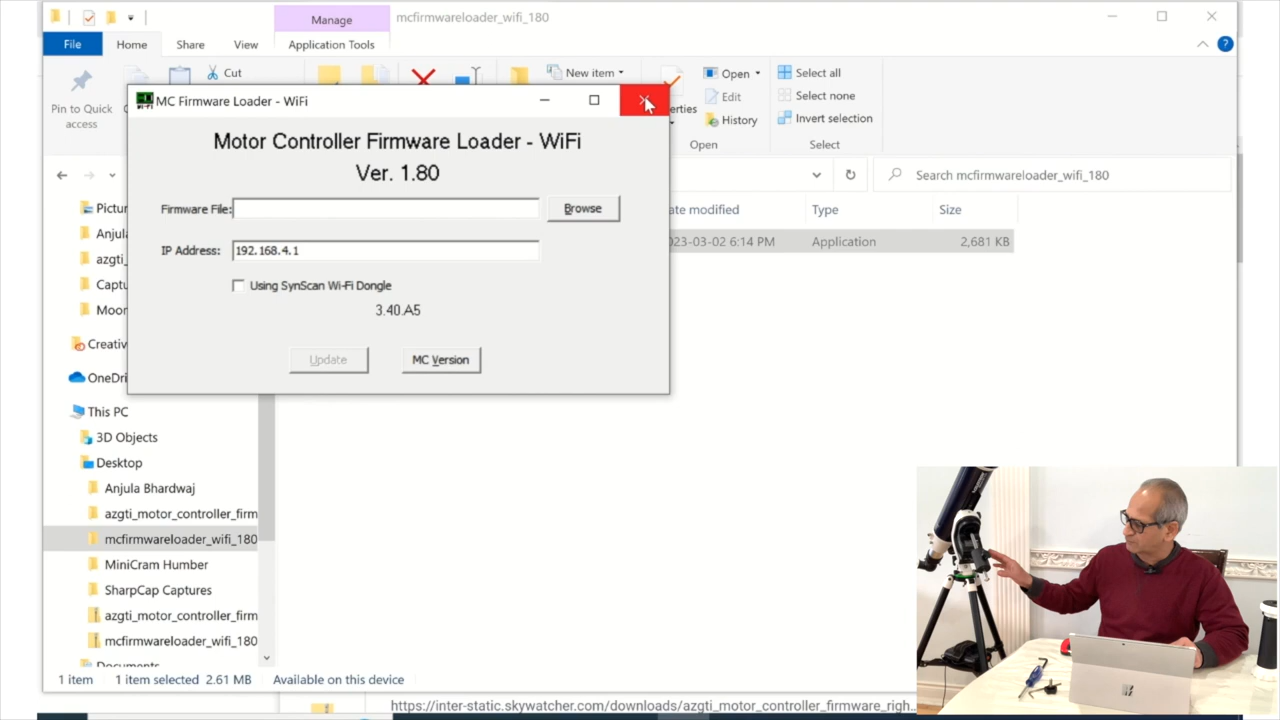 Manage
mcfirmwareloader_wifi_180
File
Home
Share
View
Application Tools
Pin to Quick
access
Cut
New item
Open
Edit
History
Select all
Select none
Invert selection
Open
Select
MC Firmware Loader - WiFi
Motor Controller Firmware Loader - WiFi
Ver. 1.80
Firmware File:
Browse
IP Address:
192.168.4.1
Using SynScan Wi-Fi Dongle
3.40.A5
Update
MC Version
Search mcfirmwareloader_wifi_180
Type
Size
023-03-02 6:14 PM
Application
2,681 KB
azgti_
OneDri
This PC
3D Objects
Desktop
Anjula Bhardwaj
azgti_motor_controller_firm
mcfirmwareloader_wifi_180
MiniCram Humber
SharpCap Captures
azgti_motor_controller_firm
mcfirmwareloader_wifi_180
Documents
1 item
1 item selected 2.61 MB
Available on this device
https://inter-static.skywatcher.com/downloads/azgti_motor_controller_firmware_righ...